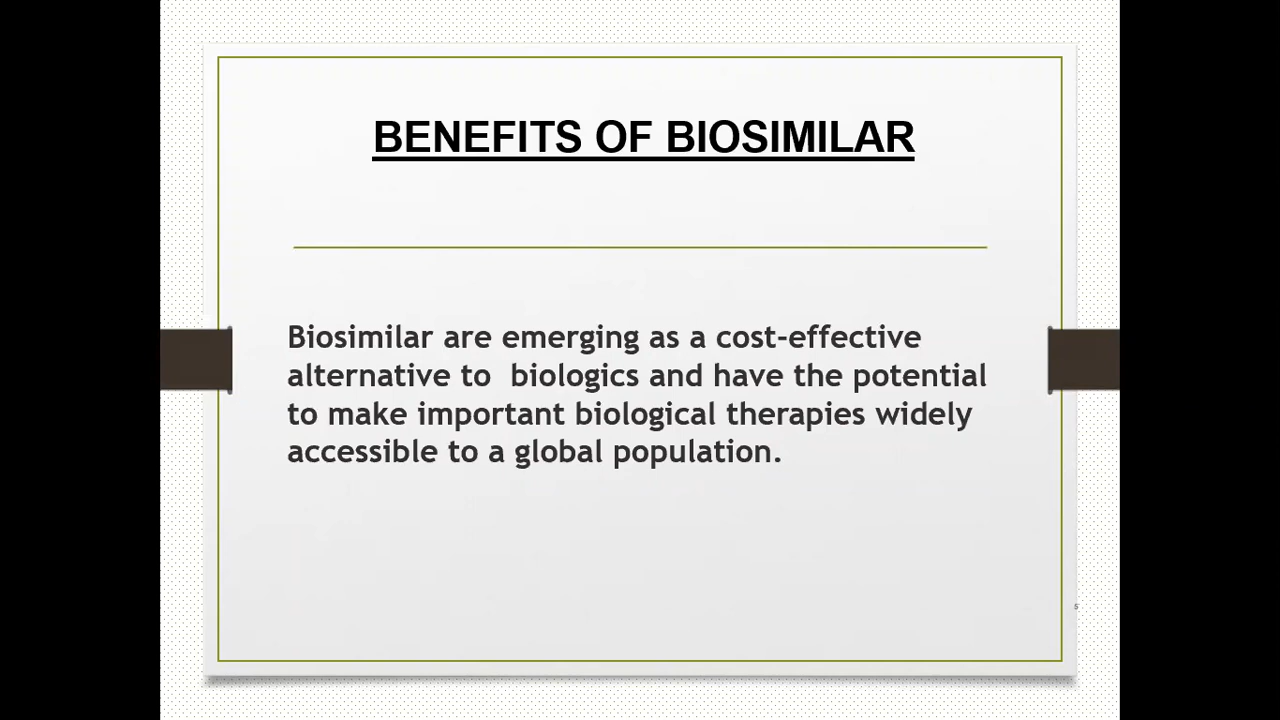 BENEFITS OF BIOSIMILAR
Biosimilar are emerging as a cost-effective
alternative to  biologics and have the potential
to make important biological therapies widely
accessible to a global population.
5